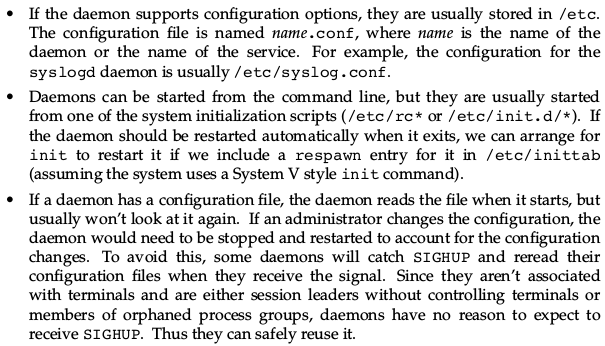 • If the daemon supports configuration options, they are usually stored in /etc.
The configuration file is named name.conf, where name is the name of the
daemon or the name of the service. For example, the configuration for the
syslogd daemon is usually /etc/syslog.conf.
• Daemons can be started from the command line, but they are usually started
from one of the system initialization scripts (/etc/rc* or /etc/init.d/*). If
the daemon should be restarted automatically when it exits, we can arrange for
init to restart it if we include a respawn entry for it in /etc/inittab
(assuming the system uses a System V style init command).
• If a daemon has a configuration file, the daemon reads the file when it starts, but
usually won't look at it again. If an administrator changes the configuration, the
daemon would need to be stopped and restarted to account for the configuration
changes. To avoid this, some daemons will catch SIGHUP and reread their
configuration files when they receive the signal. Since they aren't associated
with terminals and are either session leaders without controlling terminals or
members of orphaned process groups, daemons have no reason to expect to
receive SIGHUP. Thus they can safely reuse it.